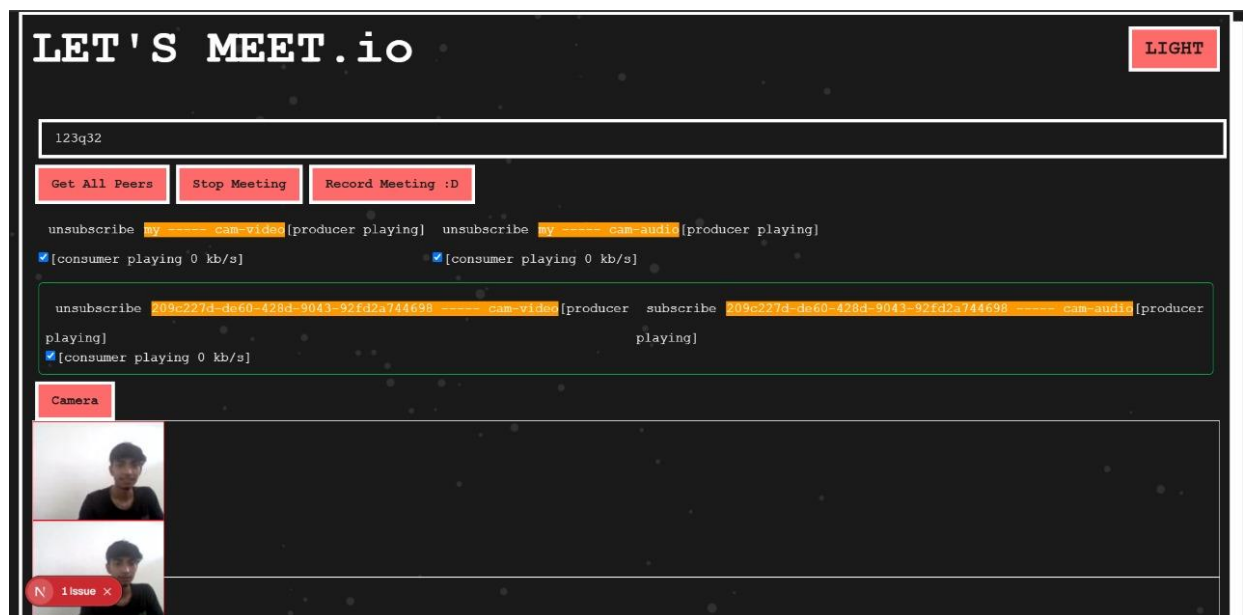 LET'S MEET.io
LIGHT
123q32
Get All Peers
Stop Meeting
Record Meeting :D
unsubscribe my ----- cam-video[producer playing]
[consumer playing 0 kb/s]
unsubscribe my ----- cam-audio[producer playing]
[consumer playing 0 kb/s]
unsubscribe 209c227d-de60-428d-9043-92fd2a744698 ----- cam-video[producer
playing]
[consumer playing 0 kb/s]
subscribe 209c227d-de60-428d-9043-92fd2a744698 ----- cam-audio[producer
playing]
Camera
N 1 Issue ×